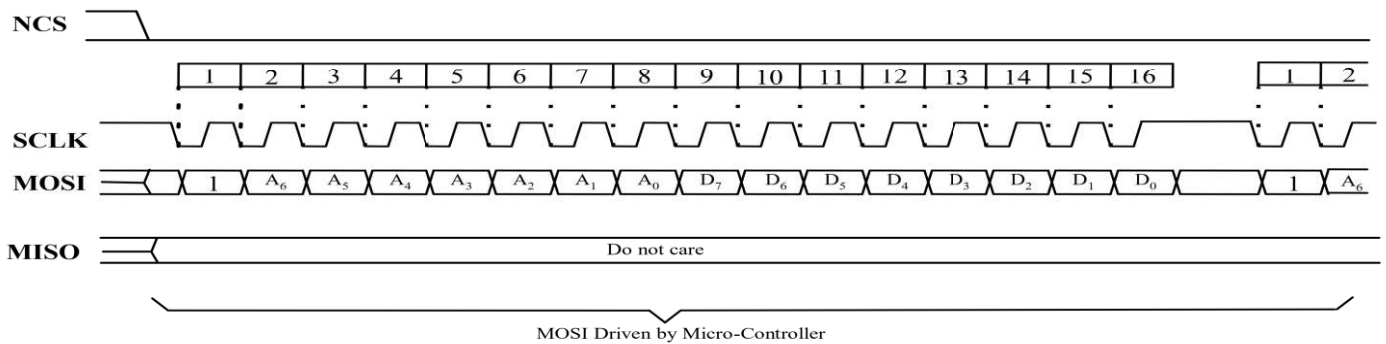 NCS
1 2 3 4 5 6 7 8 9 10 11 12 13 14 15 16 1 2
SCLK
MOSI 1 A₆ A₅ A₄ A₃ A₂ A₁ A₀ D₇ D₆ D₅ D₄ D₃ D₂ D₁ D₀ 1 A₆
MISO Do not care
MOSI Driven by Micro-Controller